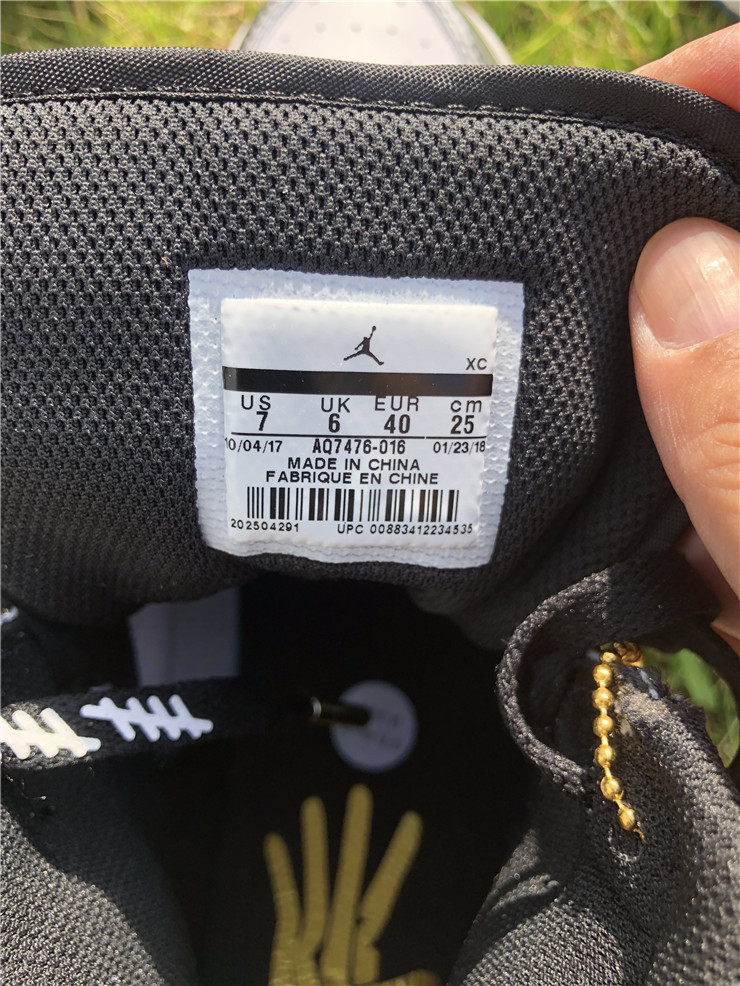 XC
US UK EUR cm
7 6 40 25
10/04/17 AQ7476-016 01/23/18
MADE IN CHINA
FABRIQUE EN CHINE
202504291 UPC 00883412234535